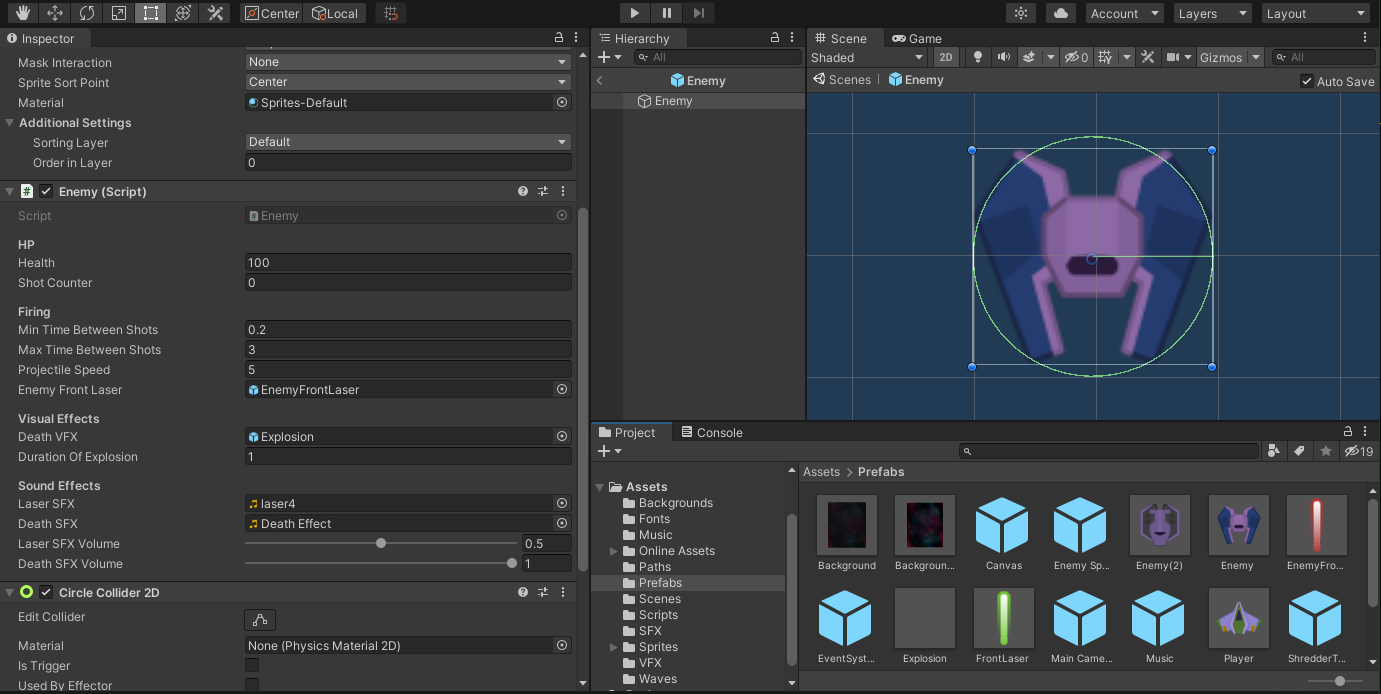 Center
Local
Account
Layers
Layout
Inspector
Mask Interaction
None
Sprite Sort Point
Center
Material
Sprites-Default
Additional Settings
Sorting Layer
Default
Order in Layer
0
#
Enemy (Script)
Script
Enemy
HP
Health
100
Shot Counter
0
Firing
Min Time Between Shots
0.2
Max Time Between Shots
3
Projectile Speed
5
Enemy Front Laser
EnemyFrontLaser
Visual Effects
Death VFX
Explosion
Duration Of Explosion
1
Sound Effects
Laser SFX
laser4
Death SFX
Death Effect
Laser SFX Volume
0.5
Death SFX Volume
1
Circle Collider 2D
Edit Collider
Material
None (Physics Material 2D)
Is Trigger
Used By Effector
Hierarchy
All
Enemy
Enemy
Scene
Game
Shaded
2D
0
Gizmos
All
Scenes
Enemy
Auto Save
Project
Console
19
Assets
Backgrounds
Fonts
Music
Online Assets
Paths
Prefabs
Scenes
Scripts
SFX
Sprites
VFX
Waves
Assets > Prefabs
Background
Backgroun...
Canvas
Enemy Sp...
Enemy(2)
Enemy
EnemyFro...
EventSyst...
Explosion
FrontLaser
Main Came...
Music
Player
ShredderT...